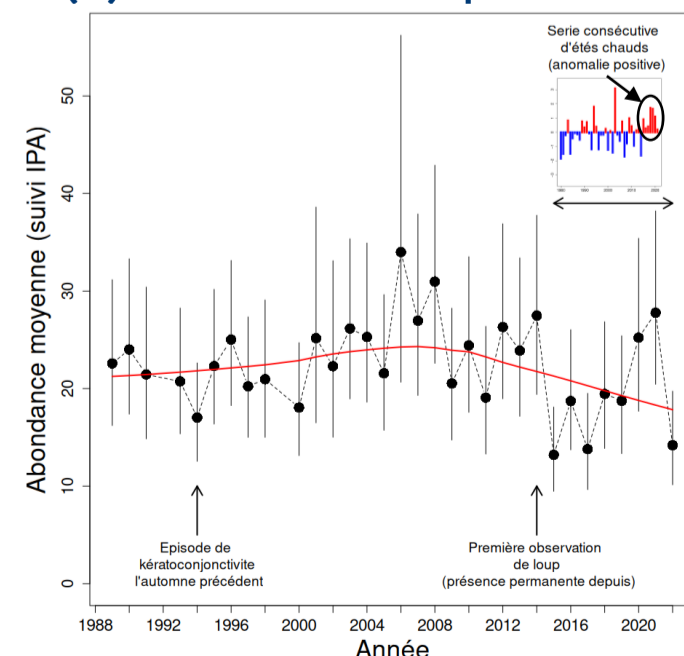 Serie consécutive
d'étés chauds
(anomalie positive)
50
40
30
20
10
0
Abondance moyenne (suivi IPA)
Episode de
kératoconjonctivite
l'automne précédent
Première observation
de loup
(présence permanente depuis)
1988 1992 1996 2000 2004 2008 2012 2016 2020
Année